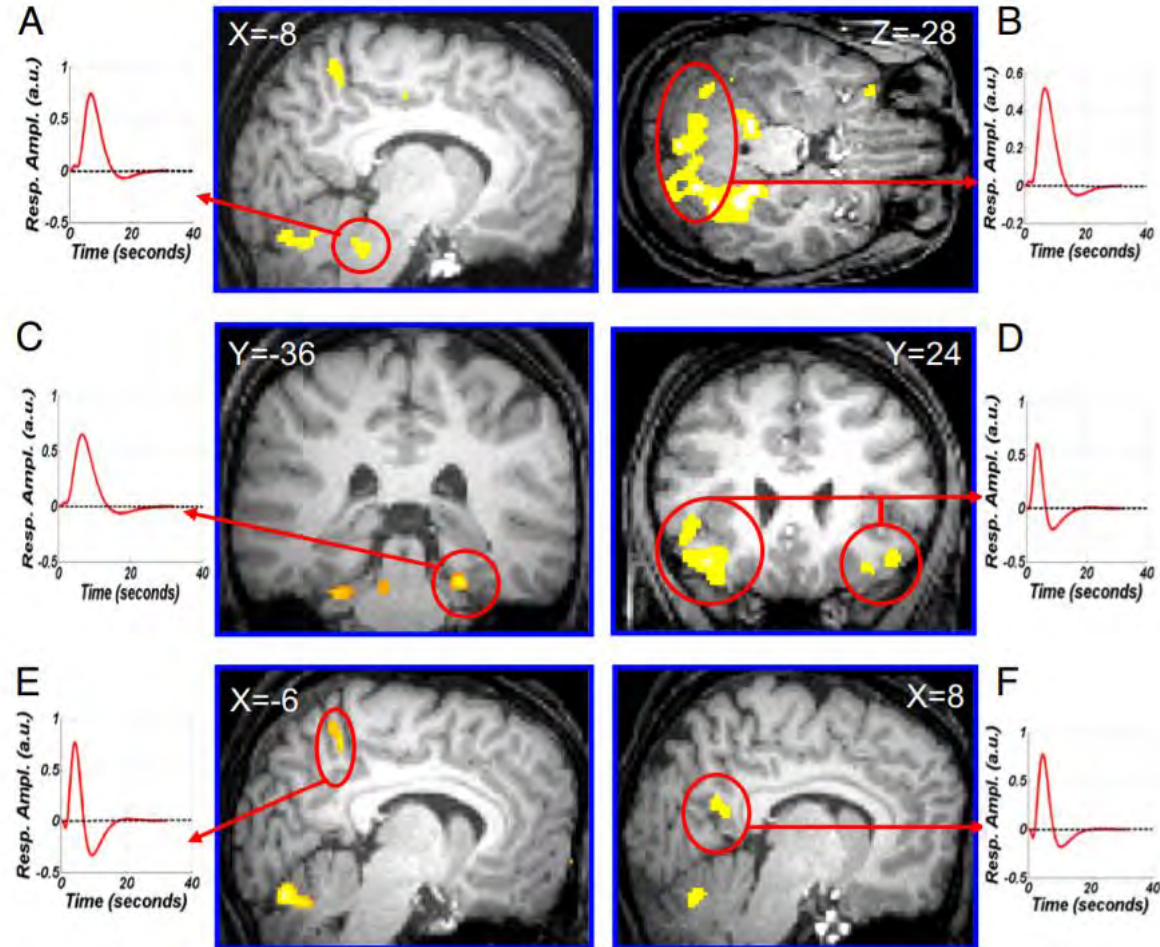 A
X=-8
Resp. Ampl. (a.u.)
1
0.5
0
-0.5
0
20
40
Time (seconds)
Z=-28
B
Resp. Ampl. (a.u.)
0.6
0.4
0.2
0
-0.2
0
20
40
Time (seconds)
C
Y=-36
Resp. Ampl. (a.u.)
1
0.5
0
-0.5
0
20
40
Time (seconds)
Y=24
D
Resp. Ampl. (a.u.)
1
0.5
0
-0.5
0
20
40
Time (seconds)
E
X=-6
Resp. Ampl. (a.u.)
1
0.5
0
-0.5
0
20
40
Time (seconds)
X=8
F
Resp. Ampl. (a.u.)
1
0.5
0
-0.5
0
20
40
Time (seconds)